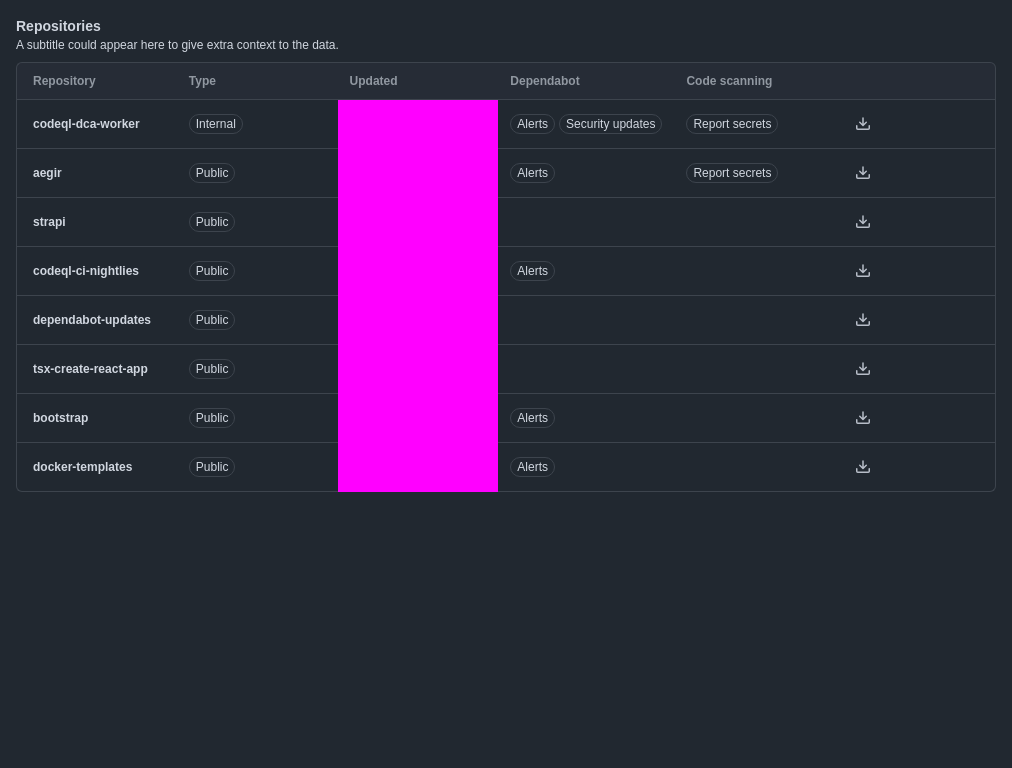 Repositories
A subtitle could appear here to give extra context to the data.
Repository Type Updated Dependabot Code scanning
codeql-dca-worker Internal Alerts Security updates Report secrets
aegir Public Alerts Report secrets
strapi Public
codeql-ci-nightlies Public Alerts
dependabot-updates Public
tsx-create-react-app Public
bootstrap Public Alerts
docker-templates Public Alerts